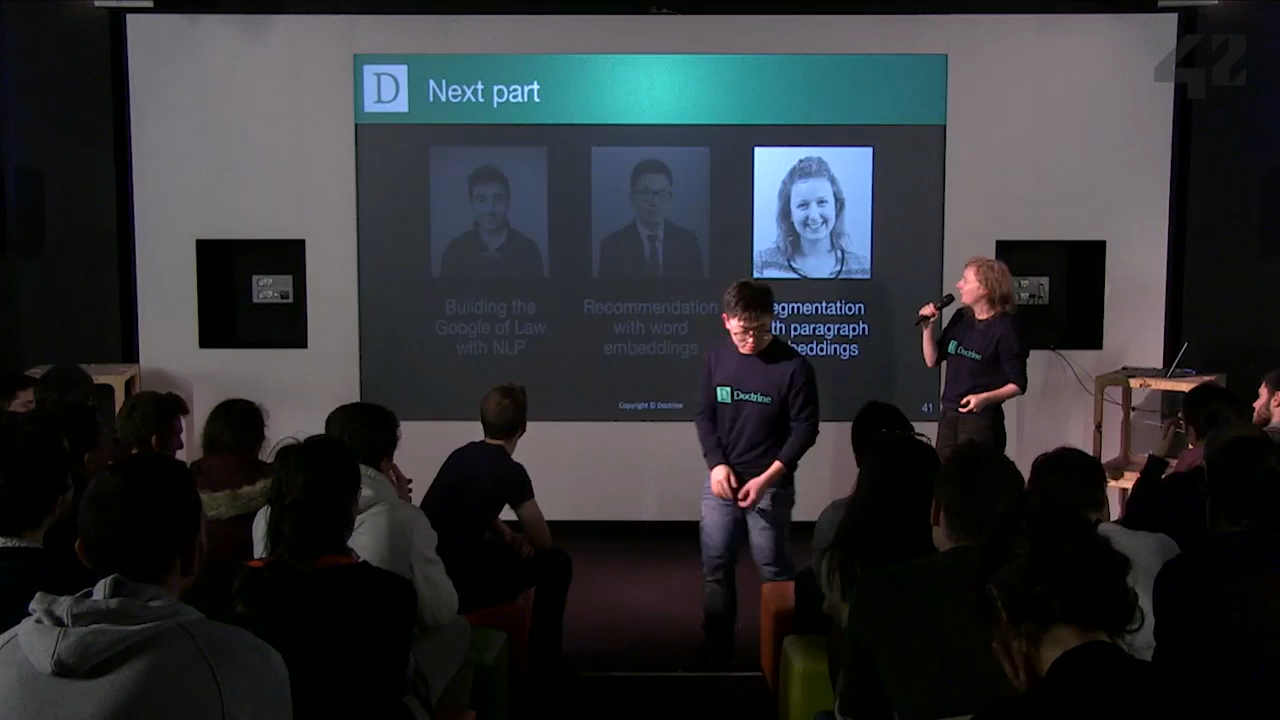 42
D Next part
Building the
Google of Law
with NLP
Recommendation
with word
embeddings
egmentation
th paragraph
beddings
D Doctrine
D Doctrine
Copyright © Doctrine
41